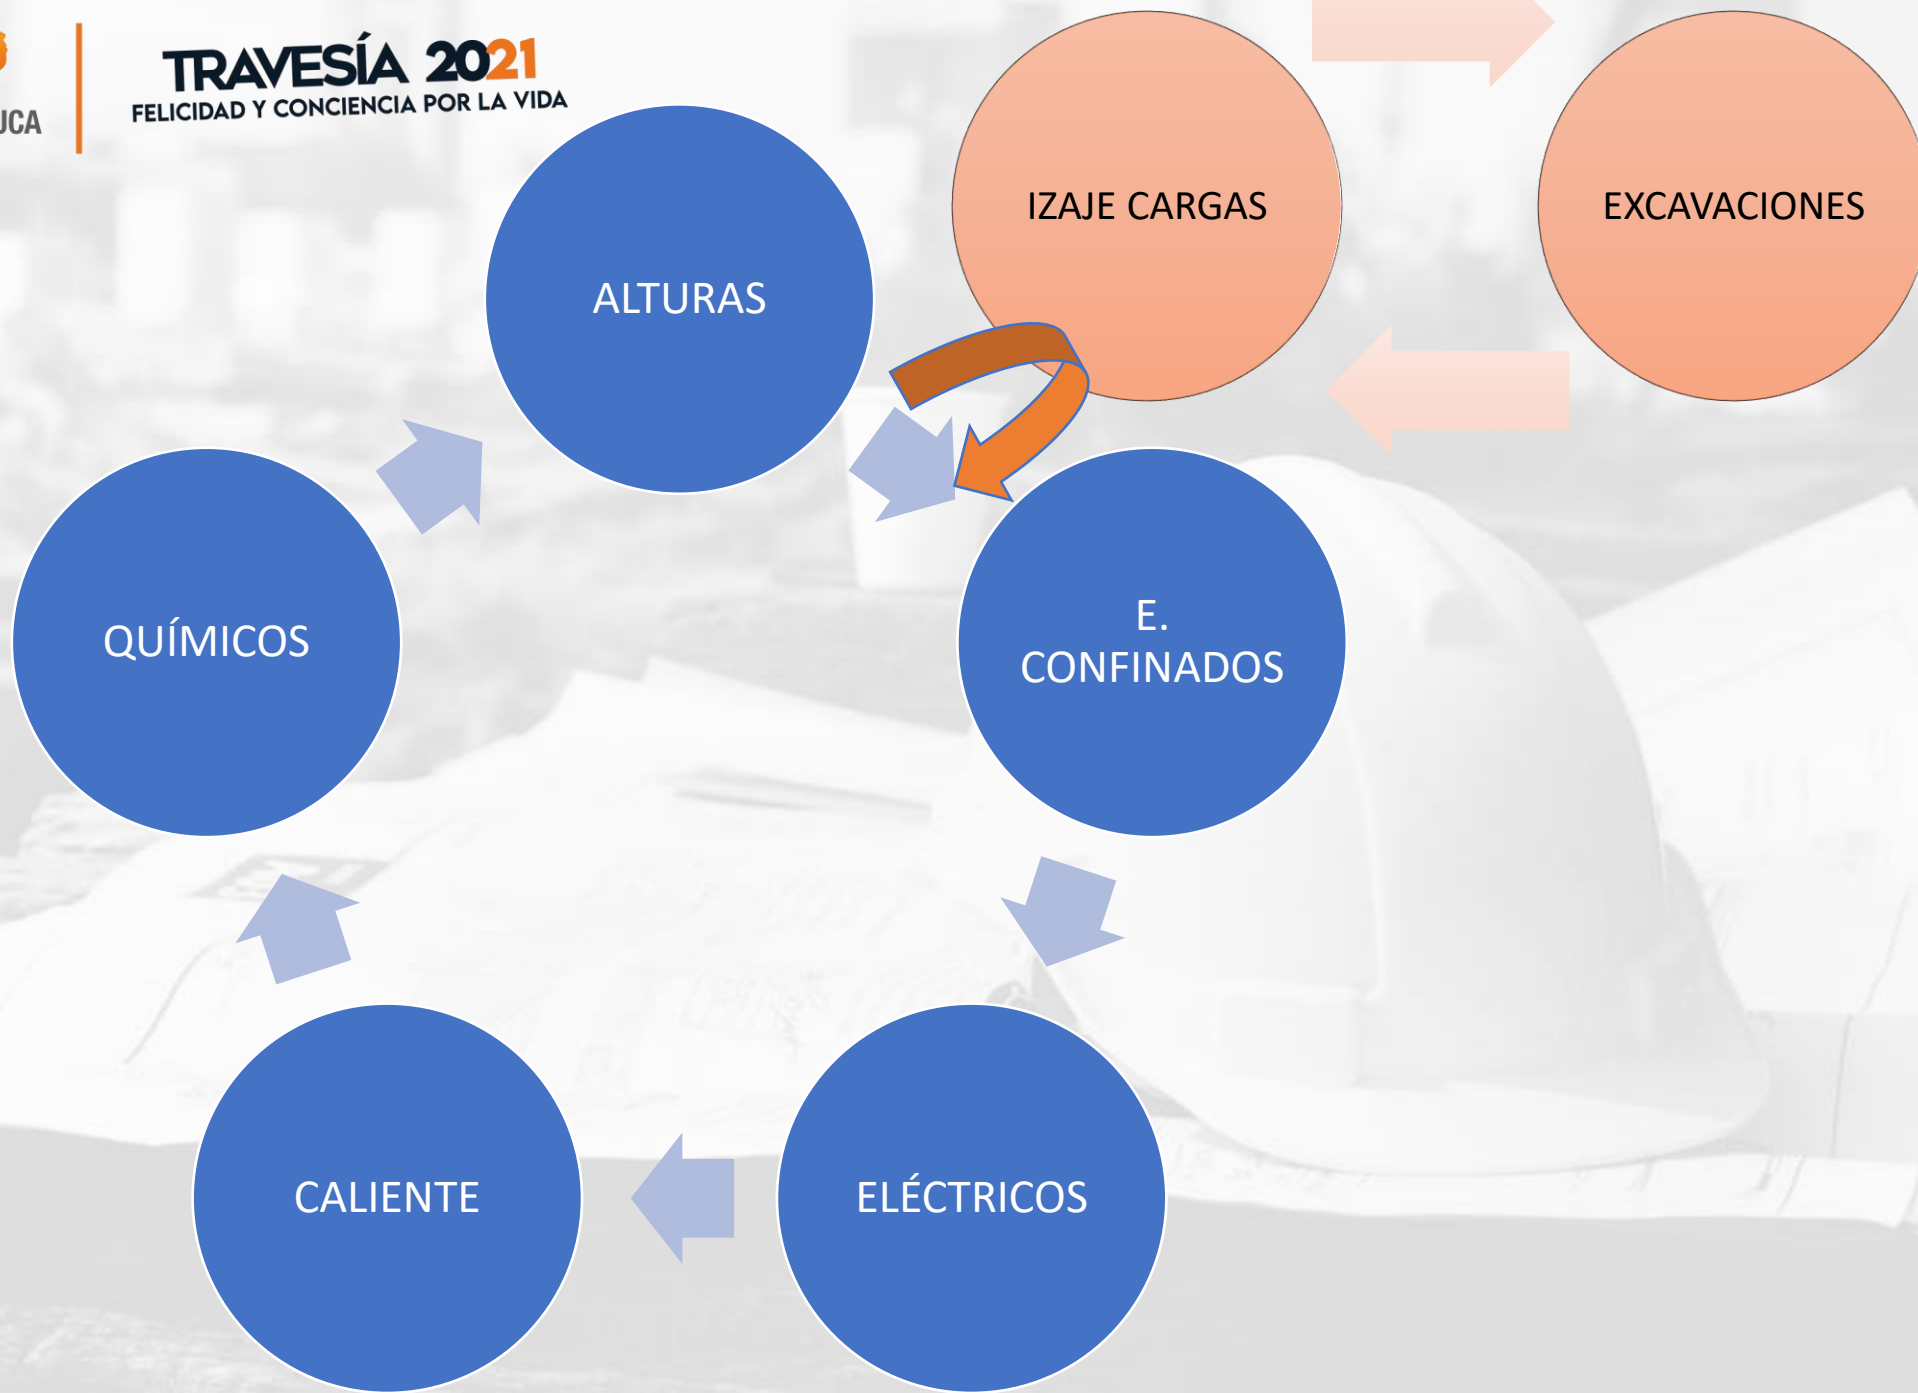 UCA
TRAVESÍA 2021
FELICIDAD Y CONCIENCIA POR LA VIDA
IZAJE CARGAS
EXCAVACIONES
ALTURAS
QUÍMICOS
E.
CONFINADOS
CALIENTE
ELÉCTRICOS